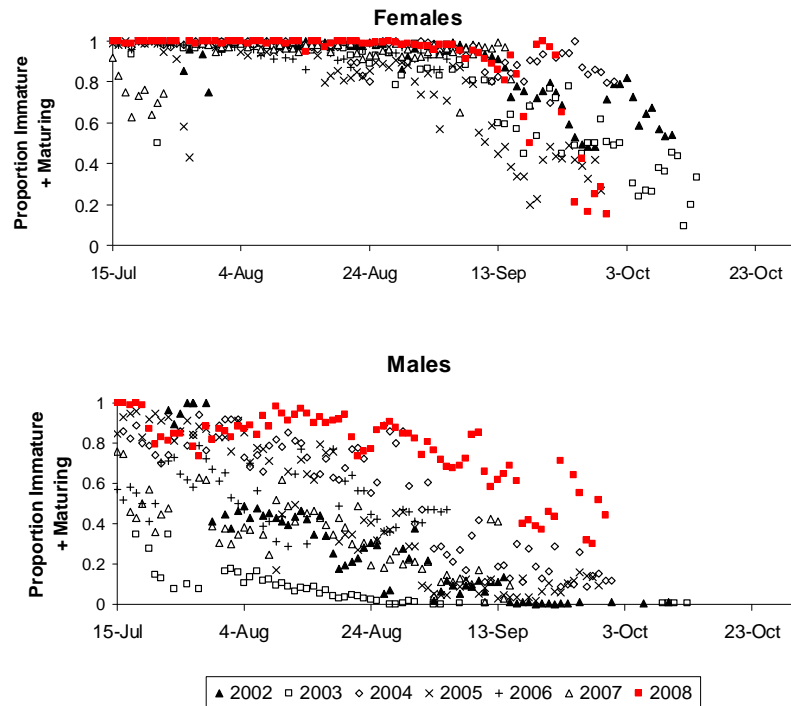 Females
Proportion Immature
+ Maturing
1
0.8
0.6
0.4
0.2
0
15-Jul 4-Aug 24-Aug 13-Sep 3-Oct 23-Oct
Males
Proportion Immature
+ Maturing
1
0.8
0.6
0.4
0.2
0
15-Jul 4-Aug 24-Aug 13-Sep 3-Oct 23-Oct
2002 2003 2004 2005 2006 2007 2008